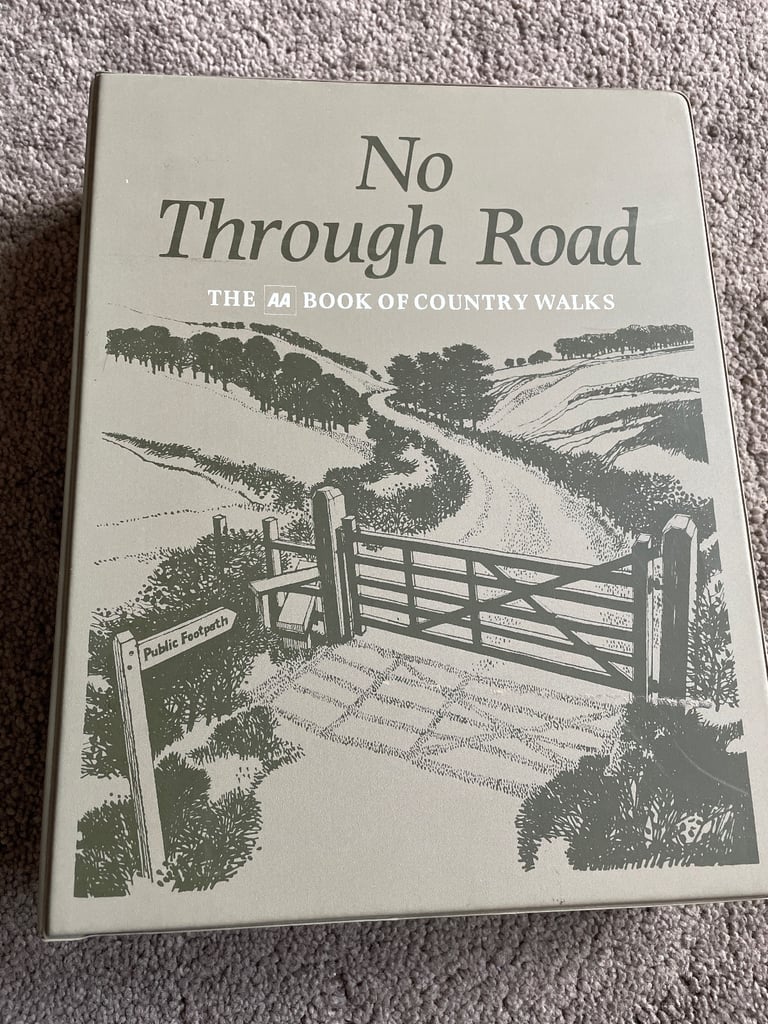 No
Through Road
THE AA BOOK OF COUNTRY WALKS
Public Footpath